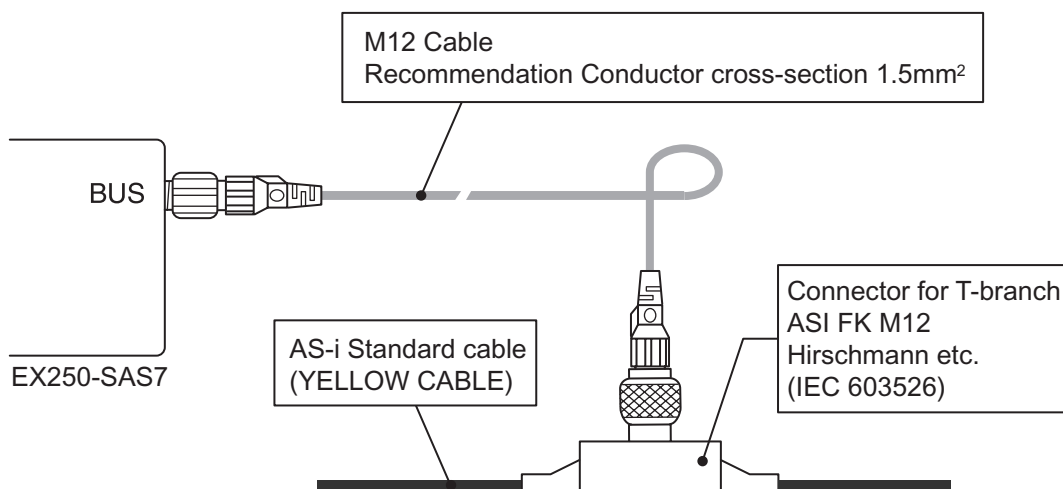 M12 Cable
Recommendation Conductor cross-section 1.5mm²
BUS
EX250-SAS7
AS-i Standard cable
(YELLOW CABLE)
Connector for T-branch
ASI FK M12
Hirschmann etc.
(IEC 603526)